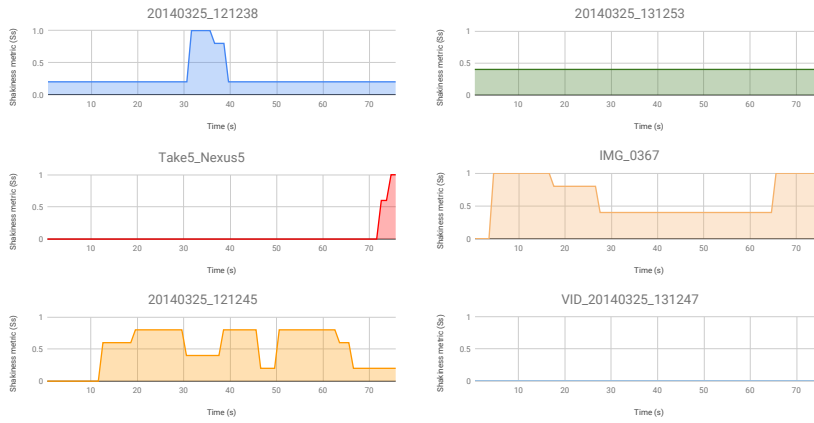 20140325_121238
Shakiness metric (Ss)
1.0
0.5
0.0
10 20 30 40 50 60 70
Time (s)
20140325_131253
Shakiness metric (Ss)
1
0.5
0
10 20 30 40 50 60 70
Time (s)
Take5_Nexus5
Shakiness metric (Ss)
1
0.5
0
10 20 30 40 50 60 70
Time (s)
IMG_0367
Shakiness metric (Ss)
1
0.5
0
10 20 30 40 50 60 70
Time (s)
20140325_121245
Shakiness metric (Ss)
1
0.5
0
10 20 30 40 50 60 70
Time (s)
VID_20140325_131247
Shakiness metric (Ss)
1
0.5
0
10 20 30 40 50 60 70
Time (s)